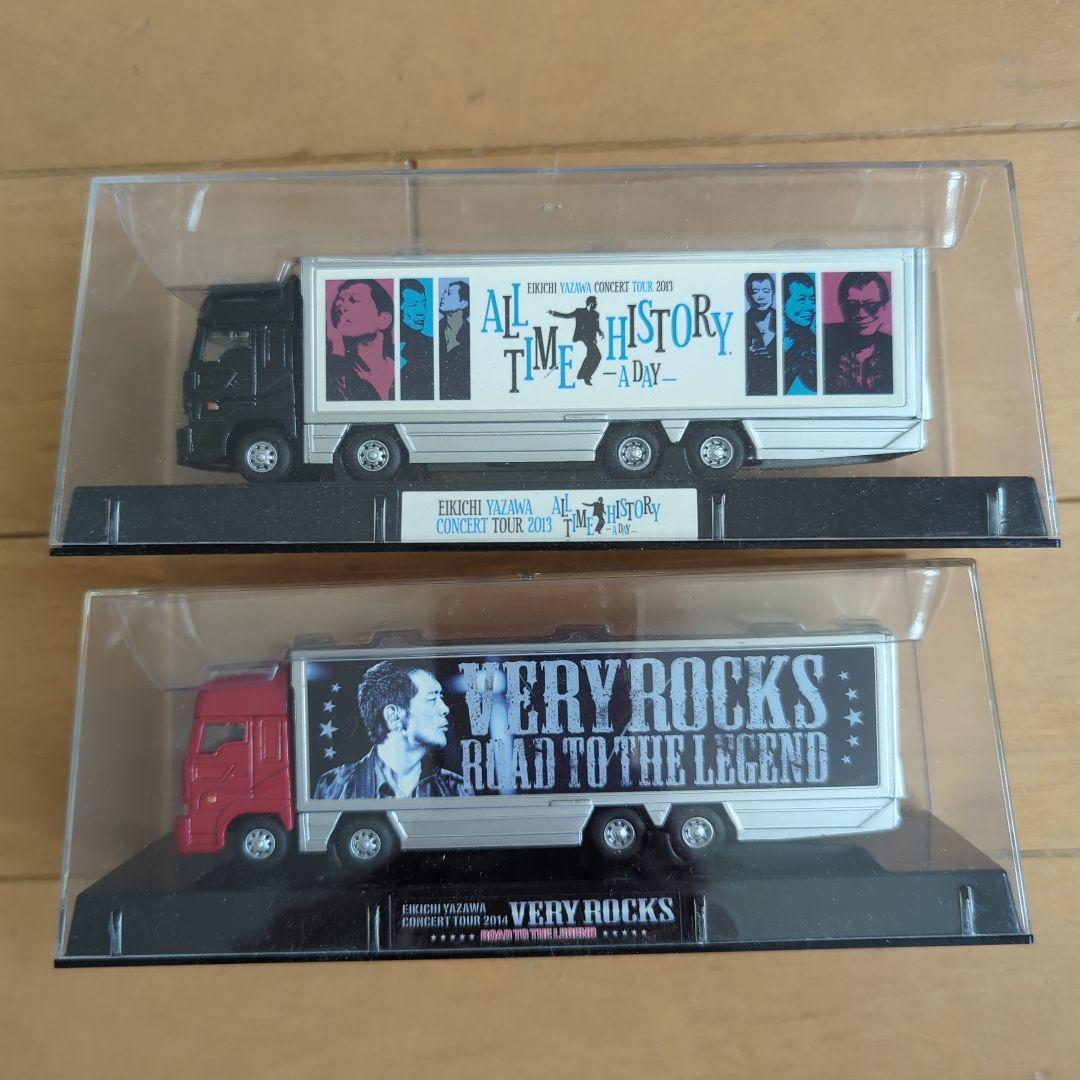 EIKICHI YAZAWA CONCERT TOUR 2013
ALL TIME HISTORY
—A DAY—
EIKICHI YAZAWA
CONCERT TOUR 2013
ALL TIME HISTORY
—A DAY—
VERY ROCKS
ROAD TO THE LEGEND
EIKICHI YAZAWA
CONCERT TOUR 2014
VERY ROCKS
ROAD TO THE LEGEND